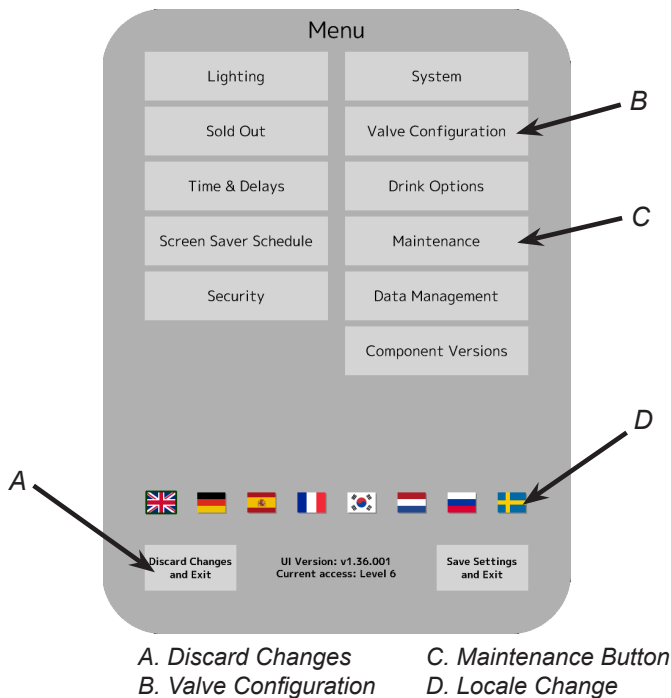 Menu
Lighting
System
Sold Out
Valve Configuration
Time & Delays
Drink Options
Screen Saver Schedule
Maintenance
Security
Data Management
Component Versions
B
C
D
A
Discard Changes
and Exit
UI Version: v1.36.001
Current access: Level 6
Save Settings
and Exit
A. Discard Changes
B. Valve Configuration
C. Maintenance Button
D. Locale Change